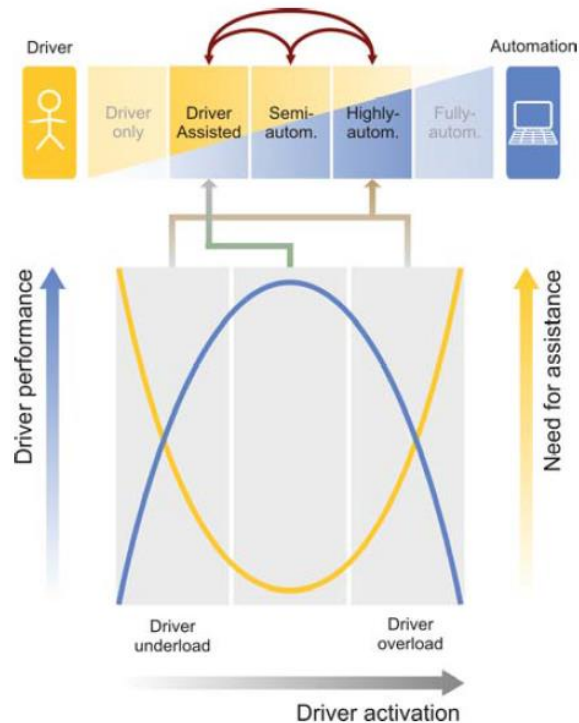 Driver
Automation
Driver
only
Driver
Assisted
Semi-
autom.
Highly-
autom.
Fully-
autom.
Driver performance
Need for assistance
Driver
underload
Driver
overload
Driver activation